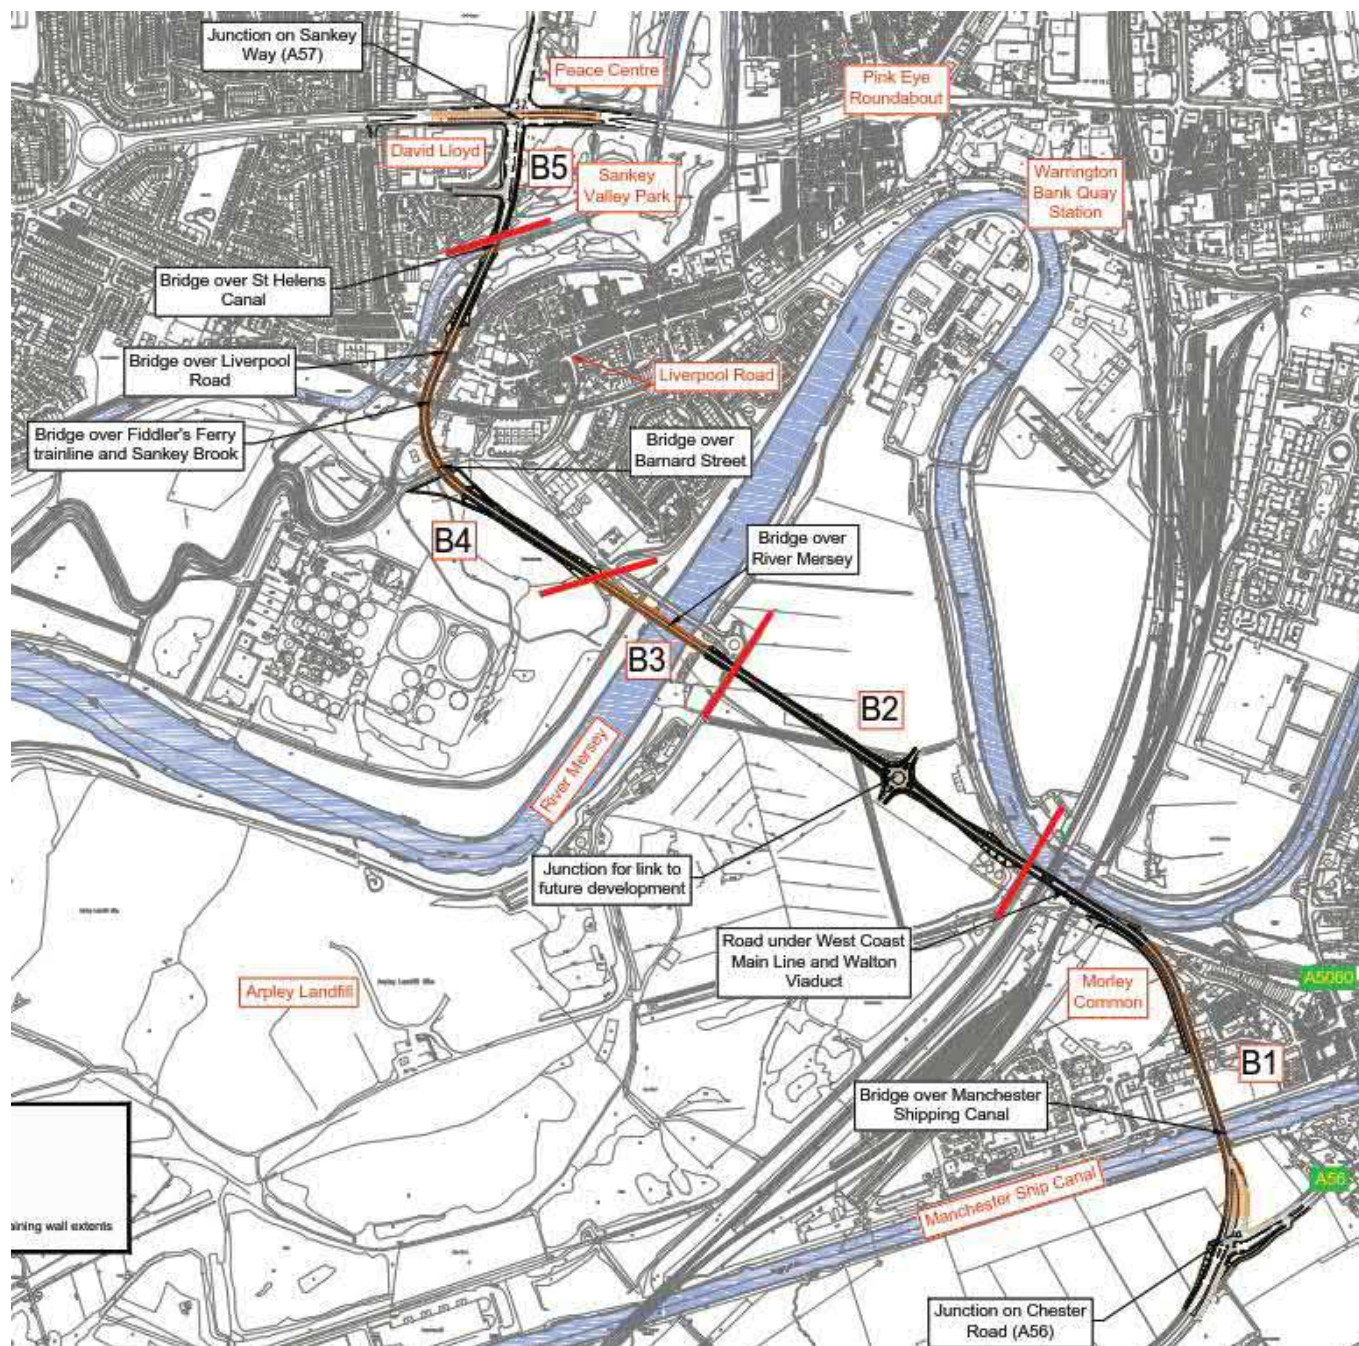 Junction on Sankey
Way (A57)
Peace Centre
Pink Eye
Roundabout
David Lloyd
B5
Sankey
Valley Park
Warrington
Bank Quay
Station
Bridge over St Helens
Canal
Bridge over Liverpool
Road
Liverpool Road
Bridge over Fiddler's Ferry
trainline and Sankey Brook
Bridge over
Barnard Street
B4
Bridge over
River Mersey
B3
B2
River Mersey
Junction for link to
future development
Road under West Coast
Main Line and Walton
Viaduct
Arpley Landfill
Morley
Common
A5060
B1
Bridge over Manchester
Shipping Canal
Manchester Ship Canal
A56
aining wall extents
Junction on Chester
Road (A56)